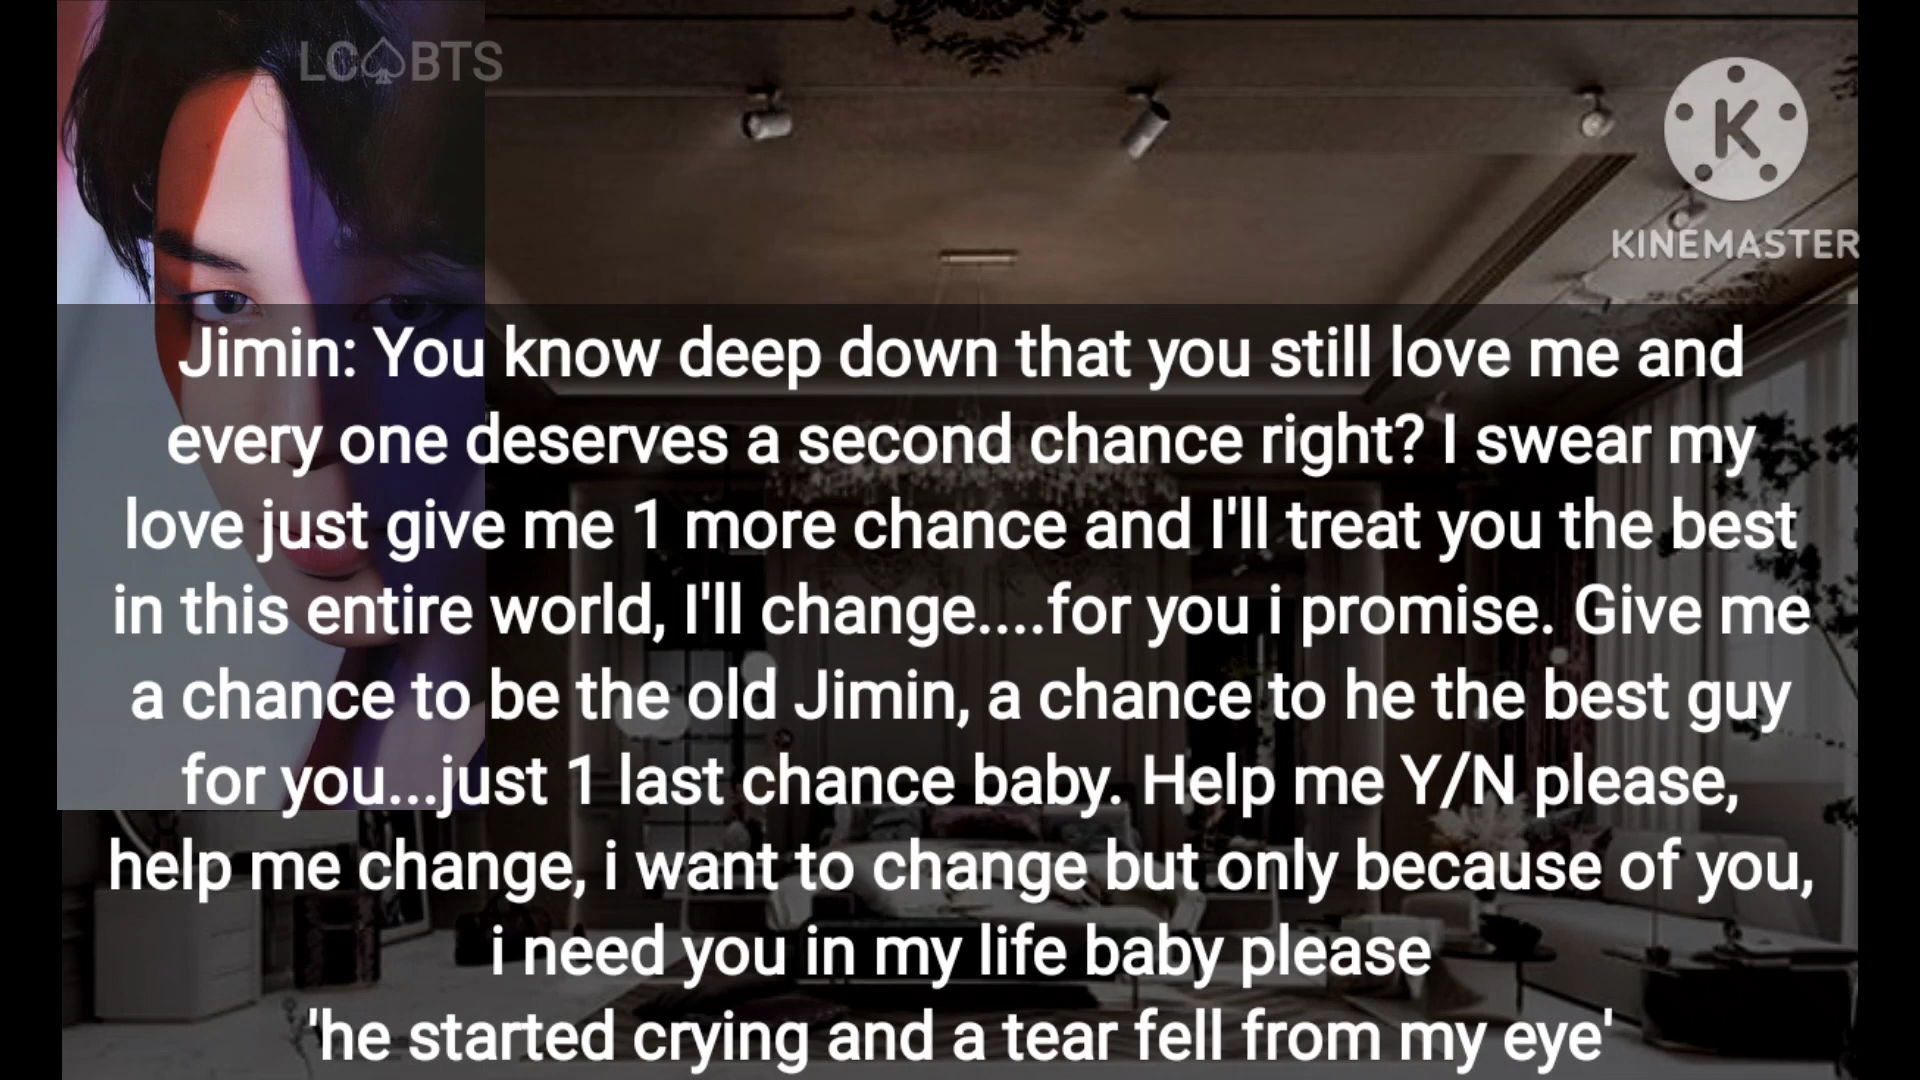 LC♤BTS
K
KINEMASTER
Jimin: You know deep down that you still love me and
every one deserves a second chance right? I swear my
love just give me 1 more chance and I'll treat you the best
in this entire world, I'll change....for you i promise. Give me
a chance to be the old Jimin, a chance to he the best guy
for you...just 1 last chance baby. Help me Y/N please,
help me change, i want to change but only because of you,
i need you in my life baby please
'he started crying and a tear fell from my eye'